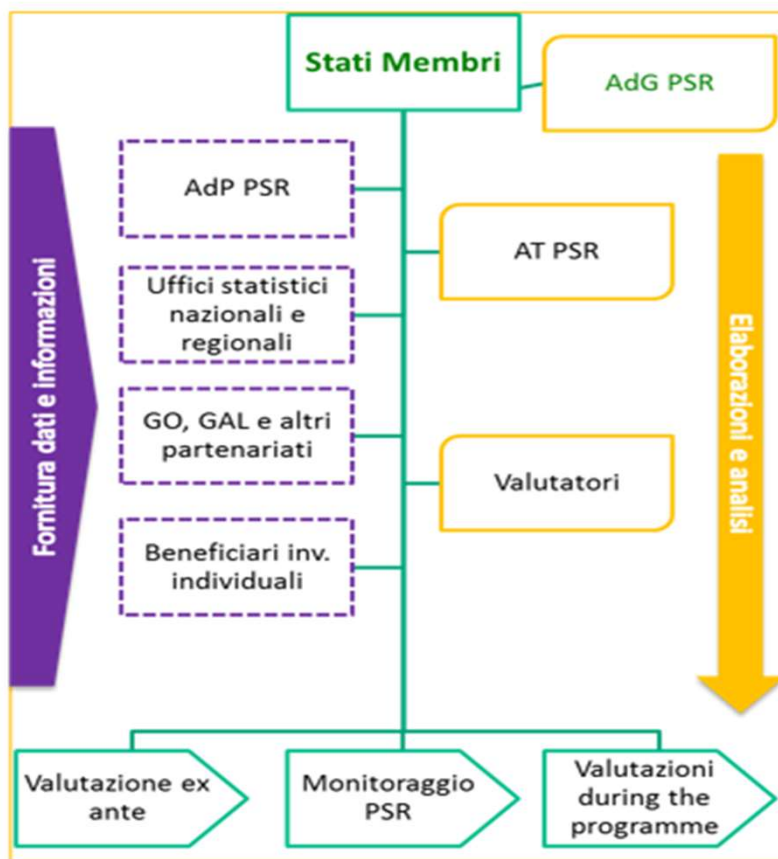 Stati Membri
AdG PSR
AdP PSR
AT PSR
Uffici statistici
nazionali e
regionali
GO, GAL e altri
partenariati
Valutatori
Beneficiari inv.
individuali
Fornitura dati e informazioni
Elaborazioni e analisi
Valutazione ex
ante
Monitoraggio
PSR
Valutazioni
during the
programme